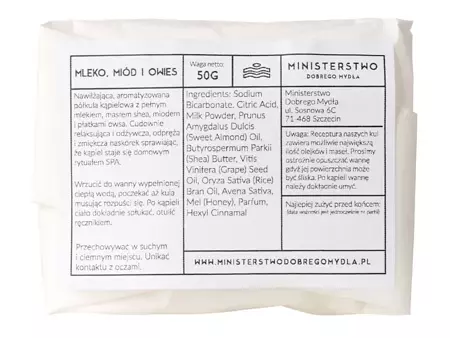 MLEKO, MIÓD I OWIES
Nawilżająca, aromatyzowana
półkula kąpielowa z pełnym
mlekiem, masłem shea, miodem
i płatkami owsa. Cudownie
relaksująca i odżywcza, odpręża
i zmiękcza naskórek sprawiając,
że kąpiel staje się domowym
rytuałem SPA.
Wrzucić do wanny wypełnionej
ciepłą wodą, poczekać aż kula
musując rozpuści się. Po kąpieli
ciało dokładnie spłukać, otulić
ręcznikiem.
Przechowywać w suchym
i ciemnym miejscu. Unikać
kontaktu z oczami.
Waga netto:
50G
Ingredients: Sodium
Bicarbonate, Citric Acid,
Milk Powder, Prunus
Amygdalus Dulcis
(Sweet Almond) Oil,
Butyrospermum Parkii
(Shea) Butter, Vitis
Vinifera (Grape) Seed
Oil, Oryza Sativa (Rice)
Bran Oil, Avena Sativa,
Mel (Honey), Parfum,
Hexyl Cinnamal
MINISTERSTWO
DOBREGO MYDŁA
Ministerstwo
Dobrego Mydła
ul. Sosnowa 6C
71 468 Szczecin
Uwaga: Receptura naszych kul
zawiera możliwie największą
ilość olejków i maseł. Prosimy
ostrożnie opuszczać wannę
gdyż jej powierzchnia może
być śliska. Po kąpieli wannę
należy dokładnie umyć.
Najlepiej zużyć przed końcem:
(data ważności jest jednocześnie nr partii)
WWW.MINISTERSTWODOBREGOMYDLA.PL